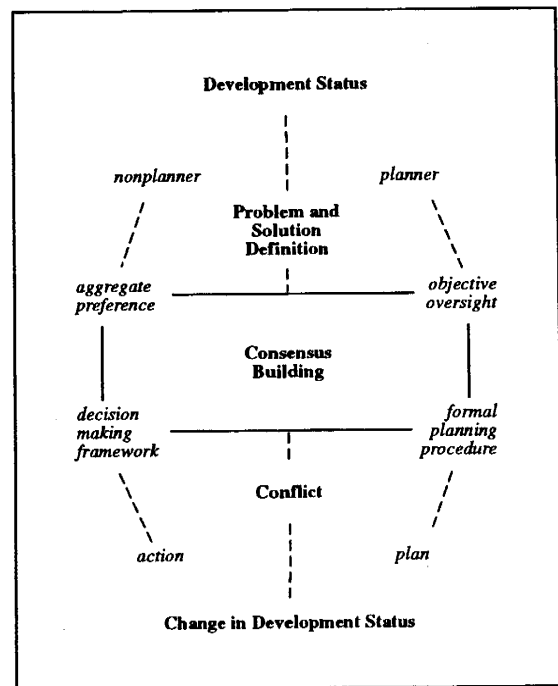 Development Status
nonplanner
planner
Problem and
Solution
Definition
aggregate
preference
objective
oversight
Consensus
Building
decision
making
framework
formal
planning
procedure
Conflict
action
plan
Change in Development Status